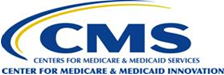 CMS
CENTERS FOR MEDICARE & MEDICAID SERVICES
CENTER FOR MEDICARE & MEDICAID INNOVATION